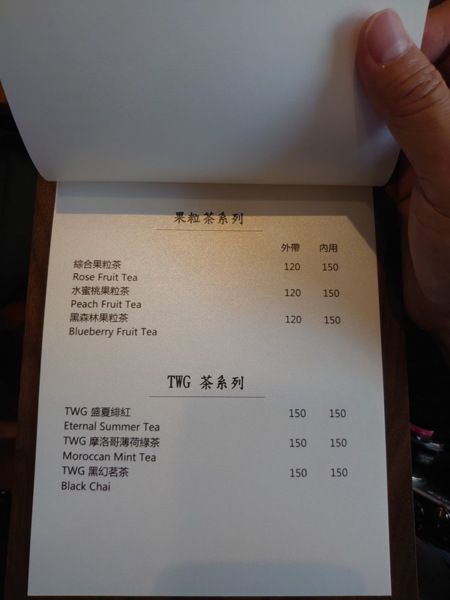 果粒茶系列
外帶 內用
綜合果粒茶 120 150
Rose Fruit Tea
水蜜桃果粒茶 120 150
Peach Fruit Tea
黑森林果粒茶 120 150
Blueberry Fruit Tea
TWG 茶系列
TWG 盛夏緋紅 150 150
Eternal Summer Tea
TWG 摩洛哥薄荷綠茶 150 150
Moroccan Mint Tea
TWG 黑幻茗茶 150 150
Black Chai